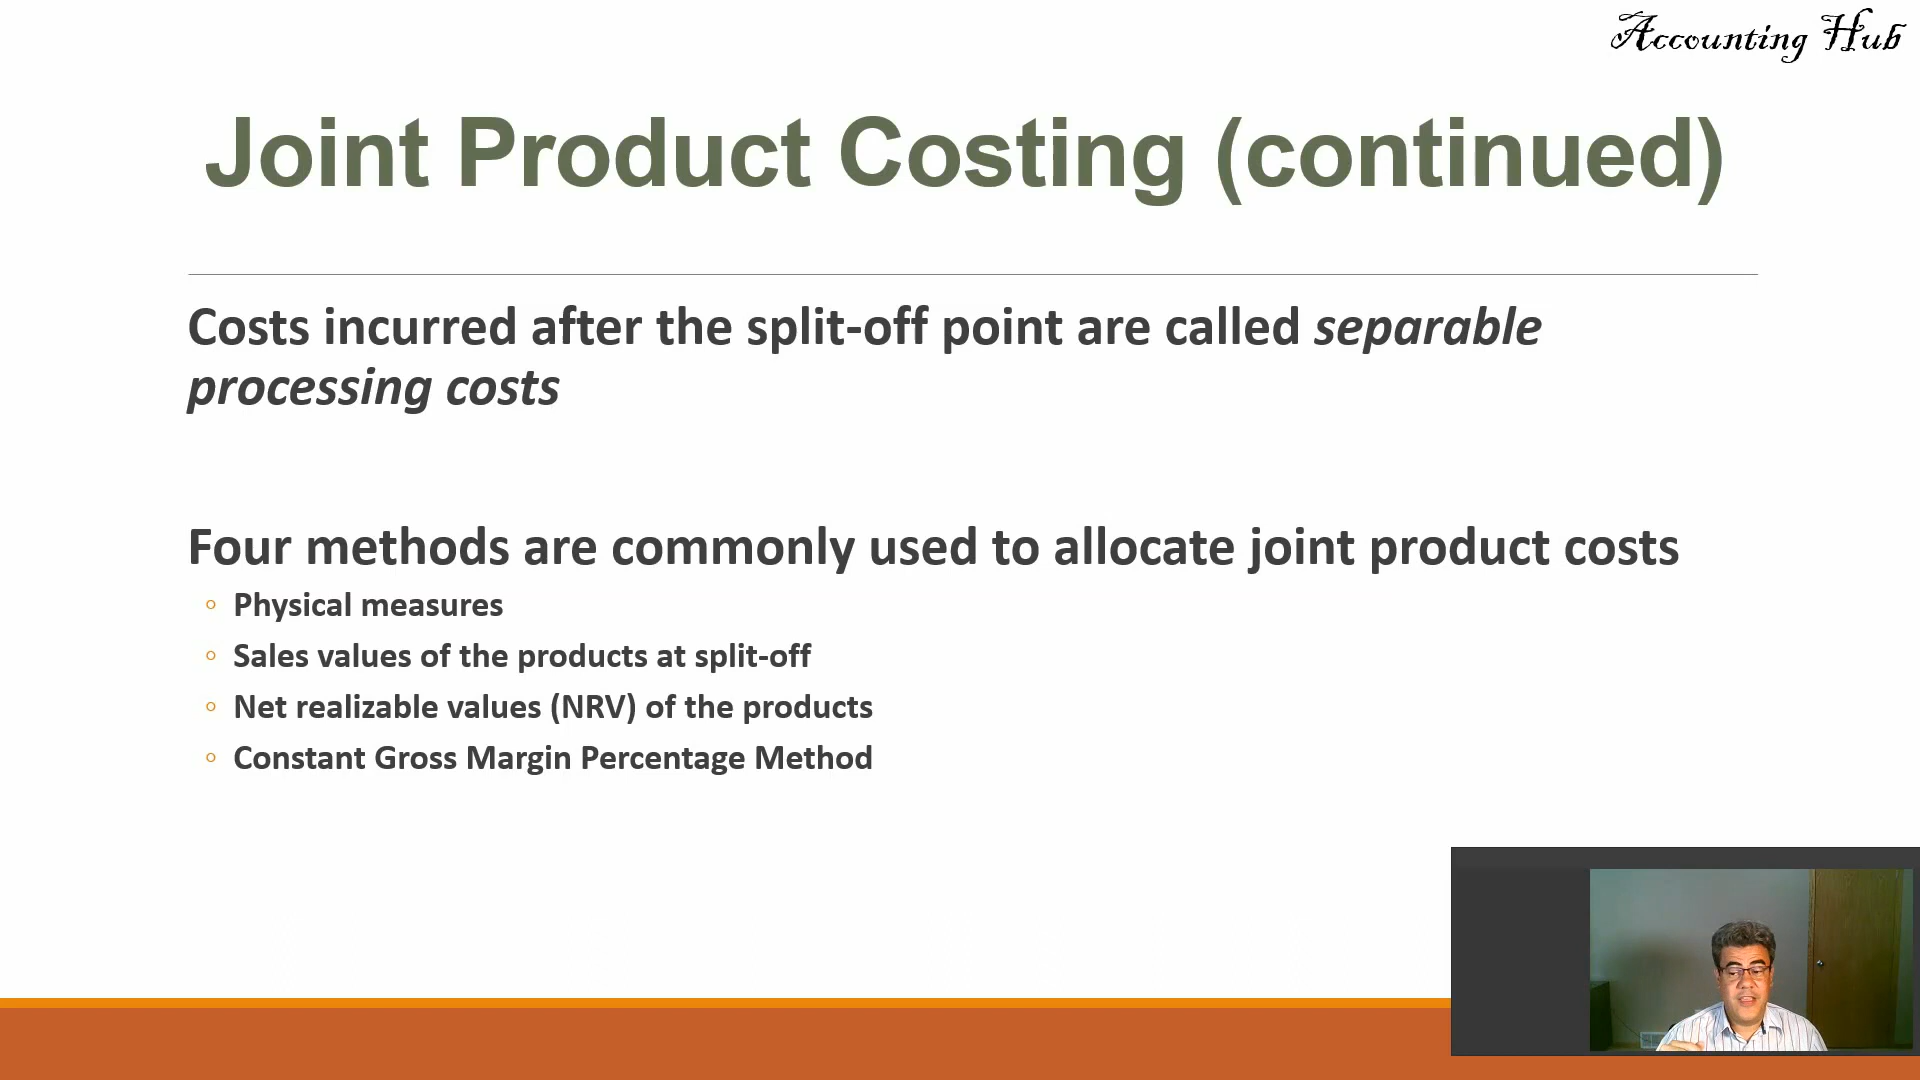 Accounting Hub
Joint Product Costing (continued)
Costs incurred after the split-off point are called separable
processing costs
Four methods are commonly used to allocate joint product costs
◦ Physical measures
◦ Sales values of the products at split-off
◦ Net realizable values (NRV) of the products
◦ Constant Gross Margin Percentage Method